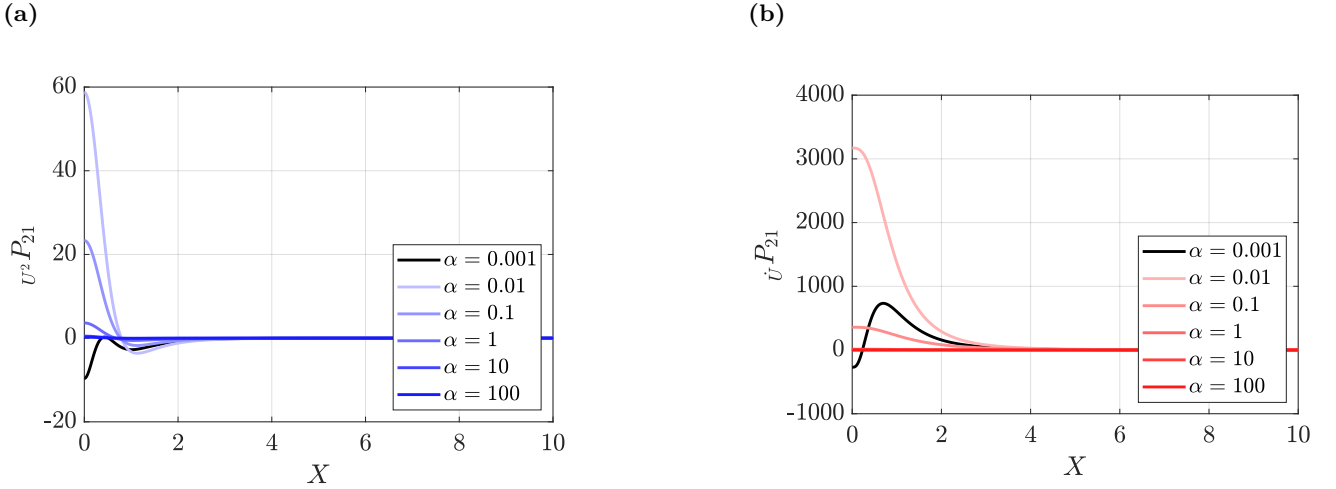 (a)
60
40
20
0
-20
U² P₂₁
0 2 4 6 8 10
X
α = 0.001
α = 0.01
α = 0.1
α = 1
α = 10
α = 100
(b)
4000
3000
2000
1000
0
-1000
U̇ P₂₁
0 2 4 6 8 10
X
α = 0.001
α = 0.01
α = 0.1
α = 1
α = 10
α = 100